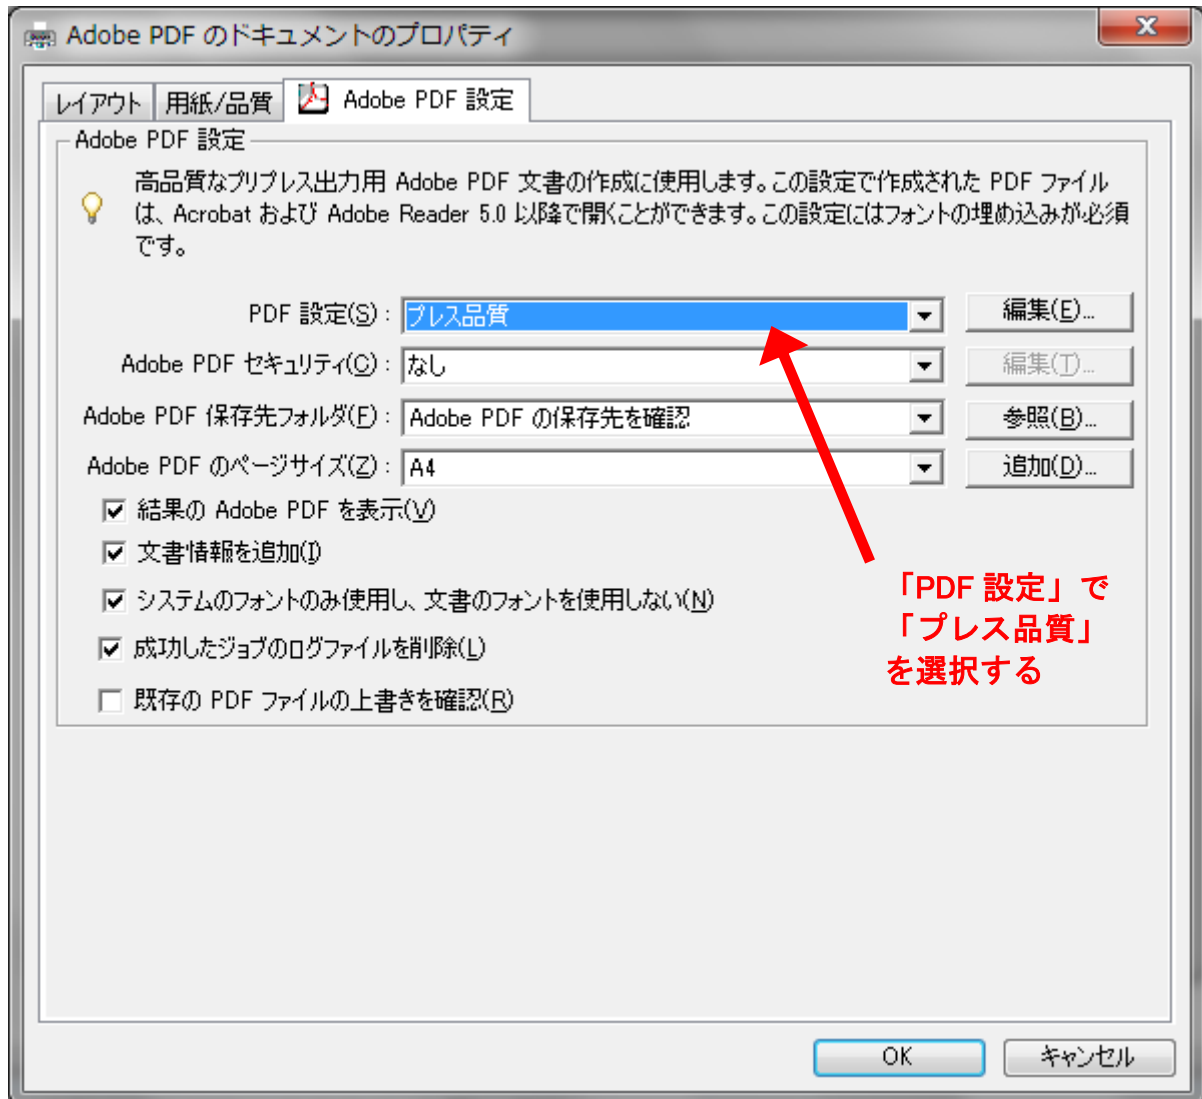 Adobe PDF のドキュメントのプロパティ
レイアウト 用紙/品質 Adobe PDF 設定
Adobe PDF 設定
高品質なプリプレス出力用 Adobe PDF 文書の作成に使用します。この設定で作成された PDF ファイル
は、Acrobat および Adobe Reader 5.0 以降で開くことができます。この設定にはフォントの埋め込みが必須
です。
PDF 設定(S) : プレス品質 編集(E)...
Adobe PDF セキュリティ(C) : なし 編集(T)...
Adobe PDF 保存先フォルダ(F) : Adobe PDF の保存先を確認 参照(B)...
Adobe PDF のページサイズ(Z) : A4 追加(D)...
結果の Adobe PDF を表示(V)
文書情報を追加(I)
システムのフォントのみ使用し、文書のフォントを使用しない(N)
成功したジョブのログファイルを削除(L)
既存の PDF ファイルの上書きを確認(R)
「PDF 設定」で
「プレス品質」
を選択する
OK キャンセル